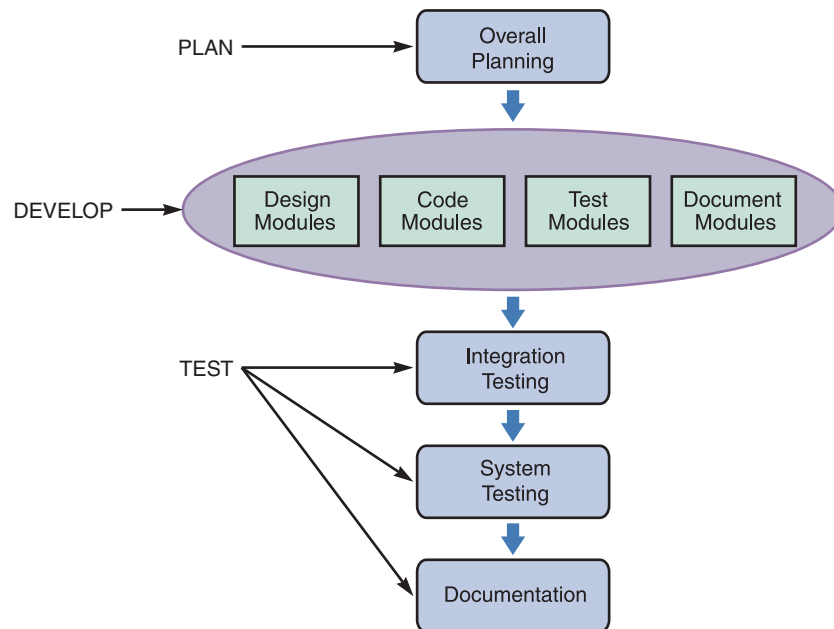 PLAN
Overall
Planning
DEVELOP
Design
Modules
Code
Modules
Test
Modules
Document
Modules
TEST
Integration
Testing
System
Testing
Documentation